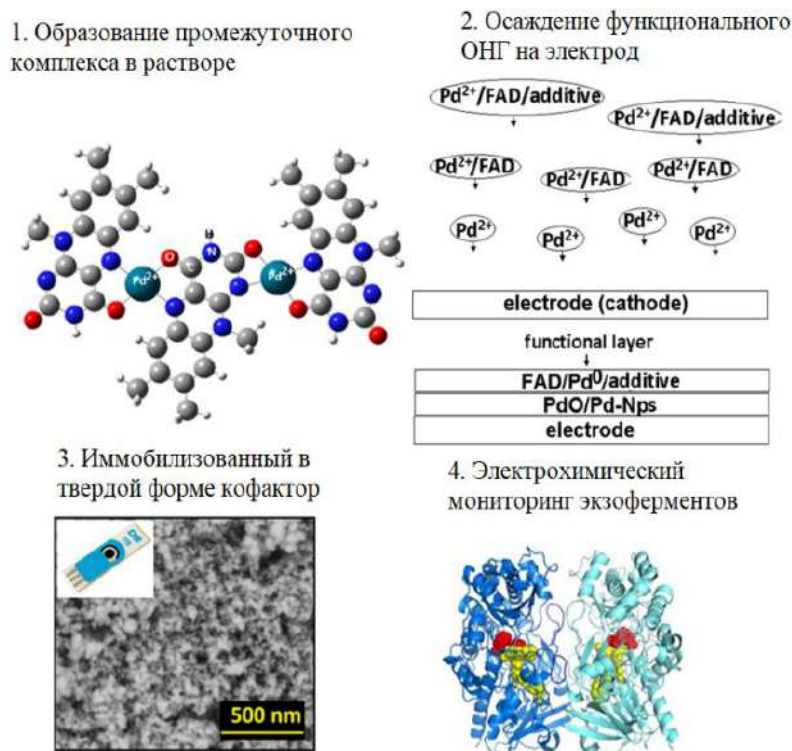 1. Образование промежуточного
комплекса в растворе
2. Осаждение функционального
ОНГ на электрод
Pd2+/FAD/additive
Pd2+/FAD/additive
Pd2+/FAD
Pd2+/FAD
Pd2+/FAD
Pd2+
Pd2+
Pd2+
Pd2+
H
O
N
C
Pd2+
Pd2+
electrode (cathode)
functional layer
FAD/Pd0/additive
PdO/Pd-Nps
electrode
3. Иммобилизованный в
твердой форме кофактор
500 nm
4. Электрохимический
мониторинг экзоферментов